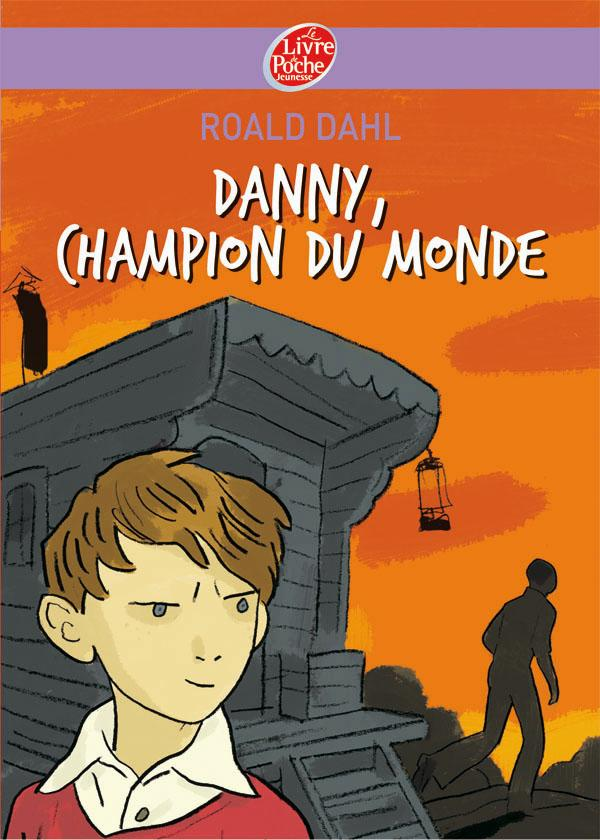 Le
Livre
de
Poche
Jeunesse
ROALD DAHL
DANNY,
CHAMPION DU MONDE